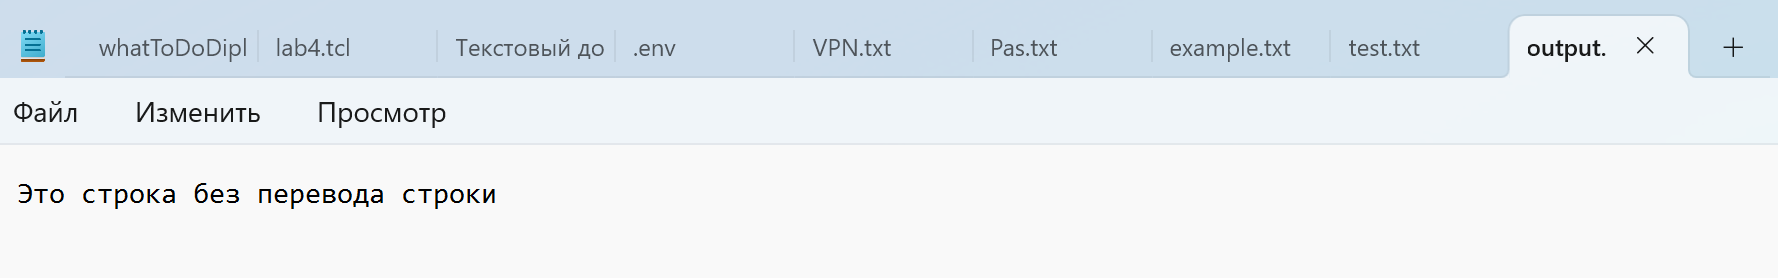 whatToDoDipl lab4.tcl Текстовый до .env VPN.txt Pas.txt example.txt test.txt output.
Файл Изменить Просмотр
Это строка без перевода строки